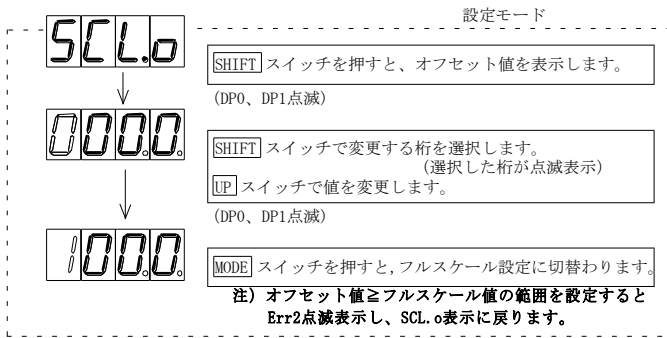 設定モード
SCL.o
SHIFT スイッチを押すと、オフセット値を表示します。
(DP0、DP1点滅)
0000.
SHIFT スイッチで変更する桁を選択します。
(選択した桁が点滅表示)
UP スイッチで値を変更します。
(DP0、DP1点滅)
1000.
MODE スイッチを押すと,フルスケール設定に切替わります。
注) オフセット値≧フルスケール値の範囲を設定すると
Err2点滅表示し、SCL.o表示に戻ります。